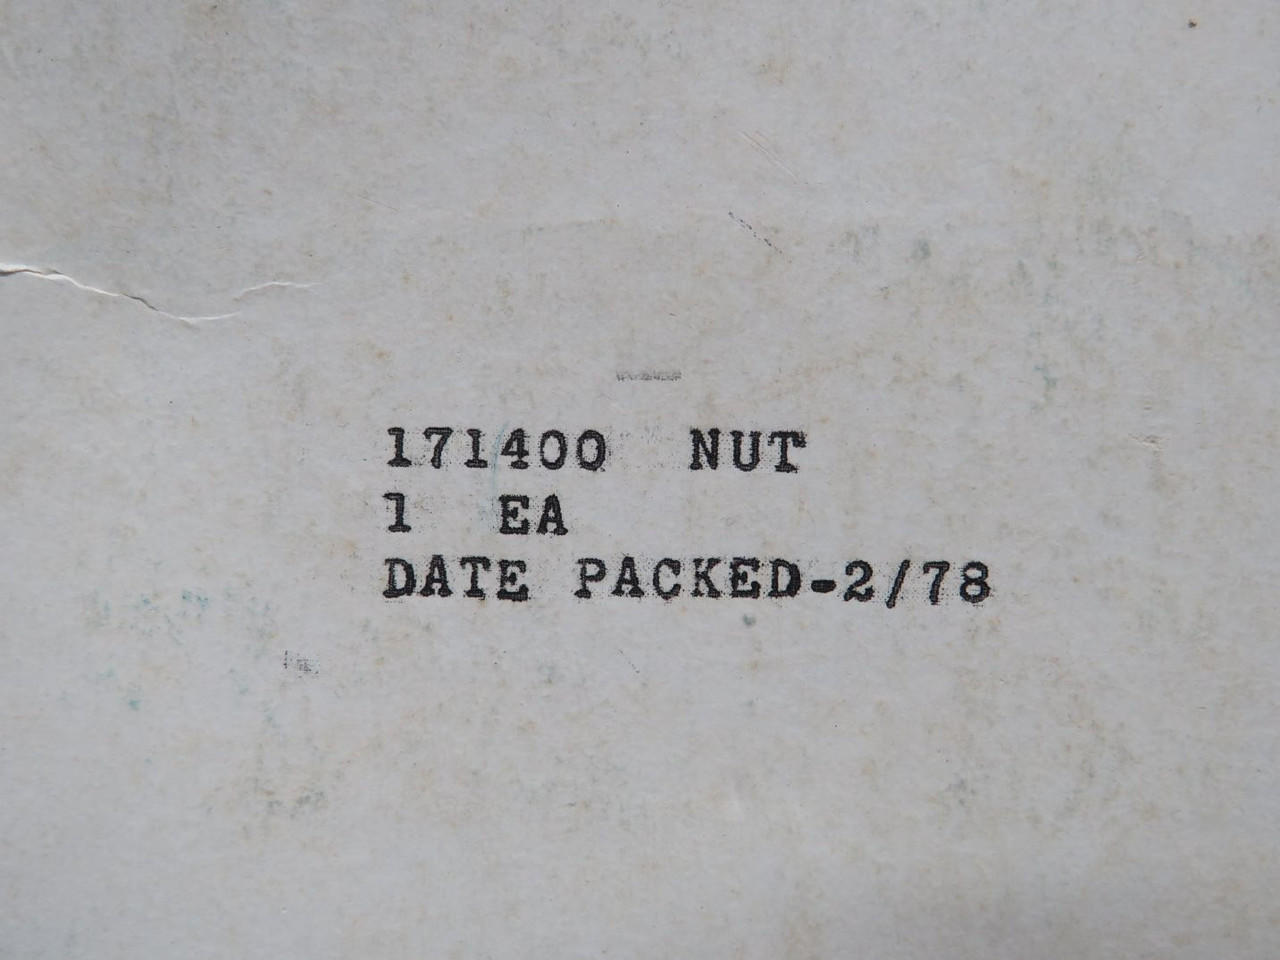 171400 NUT
1 EA
DATE PACKED-2/78